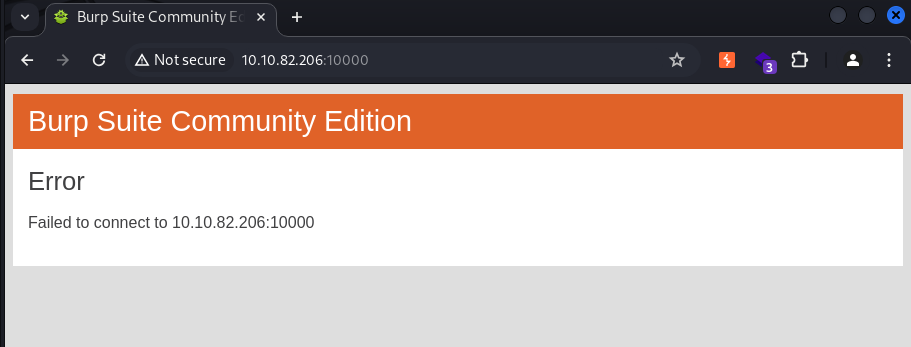 Burp Suite Community Ed
Not secure 10.10.82.206:10000
3
Burp Suite Community Edition
Error
Failed to connect to 10.10.82.206:10000